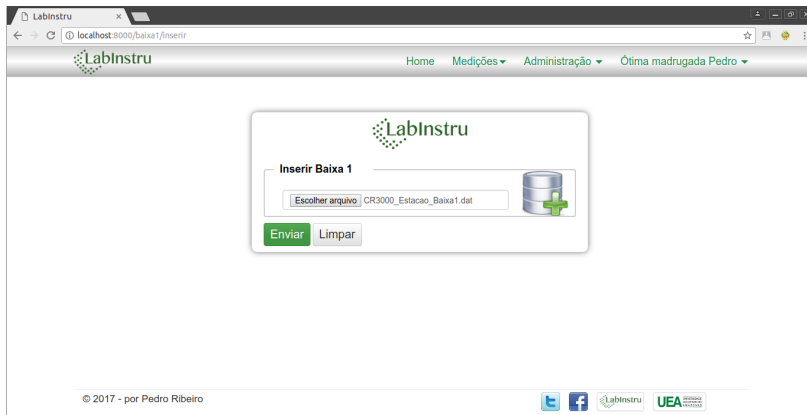 LabInstru
localhost:8000/baixa1/inserir
LabInstru
Home Medições Administração Ótima madrugada Pedro
LabInstru
Inserir Baixa 1
Escolher arquivo CR3000_Estacao_Baixa1.dat
Enviar Limpar
© 2017 - por Pedro Ribeiro
LabInstru UEA